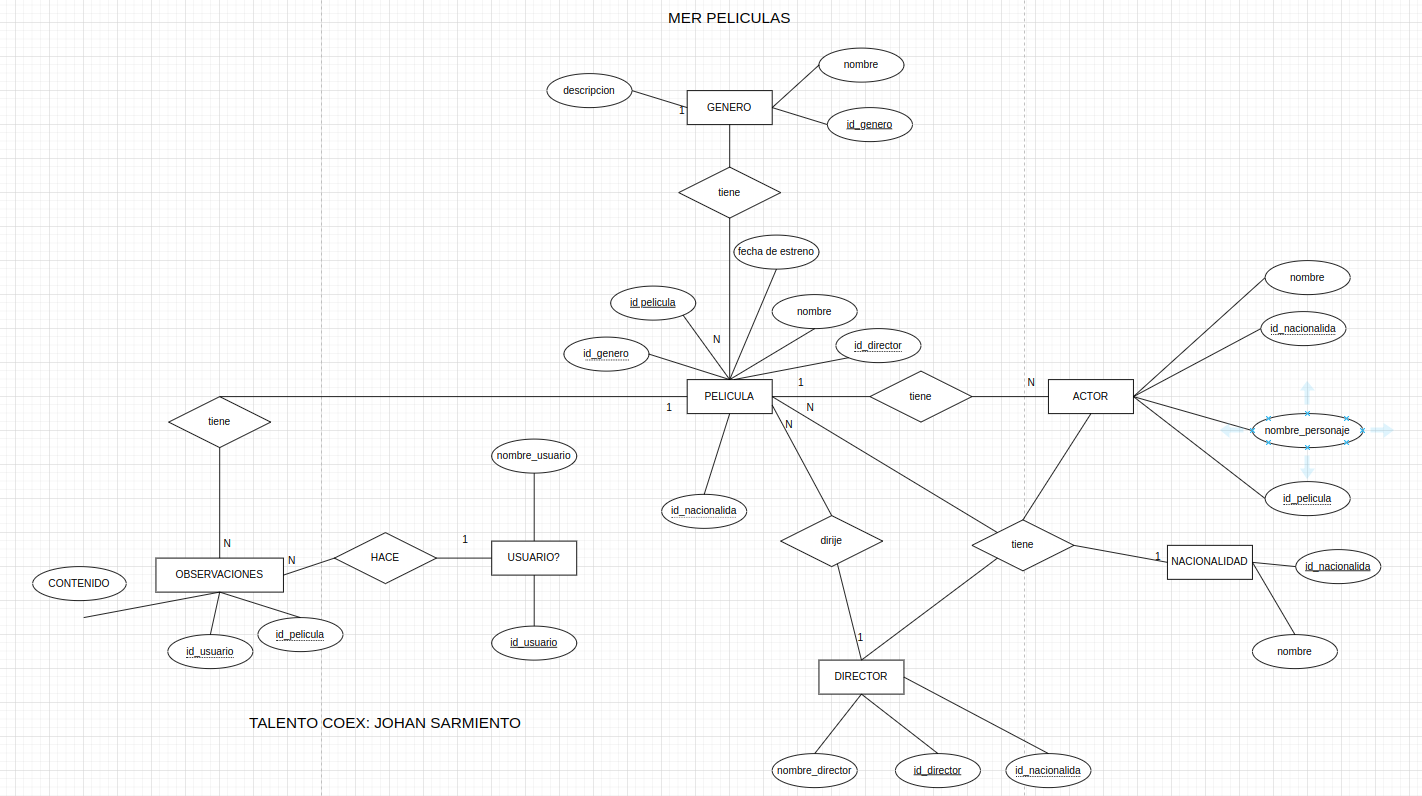 MER PELICULAS
nombre
descripcion
GENERO
1
id_genero
tiene
fecha de estreno
nombre
id pelicula
nombre
id_nacionalida
N
id_director
id_genero
1
N
PELICULA
tiene
ACTOR
1
N
tiene
N
nombre_personaje
nombre_usuario
id_pelicula
id_nacionalida
1
N
dirije
tiene
HACE
USUARIO?
1
NACIONALIDAD
N
id_nacionalida
OBSERVACIONES
CONTENIDO
id_pelicula
1
id_usuario
id_usuario
nombre
DIRECTOR
TALENTO COEX: JOHAN SARMIENTO
nombre_director
id_director
id_nacionalida